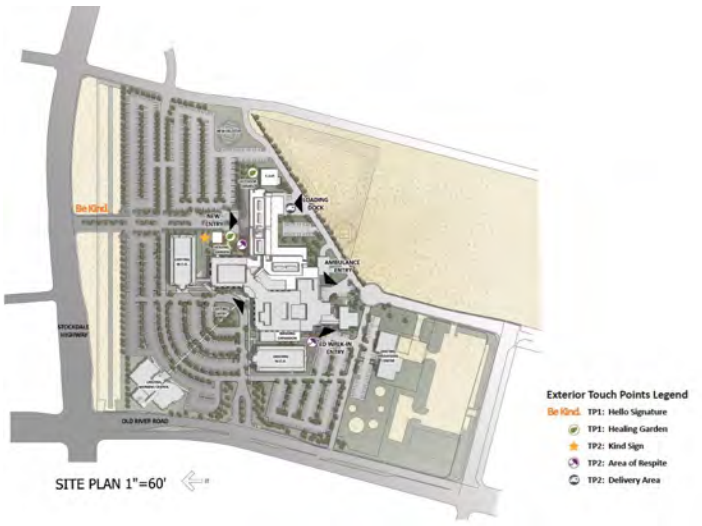 Be Kind.
NEW
ENTRY
LOADING
DOCK
AMBULANCE
ENTRY
ED WALK-IN
ENTRY
STOCKDALE
HIGHWAY
OLD RIVER ROAD
SITE PLAN 1"=60'
Exterior Touch Points Legend
Be Kind. TP1: Hello Signature
TP1: Healing Garden
TP2: Kind Sign
TP2: Area of Respite
TP2: Delivery Area